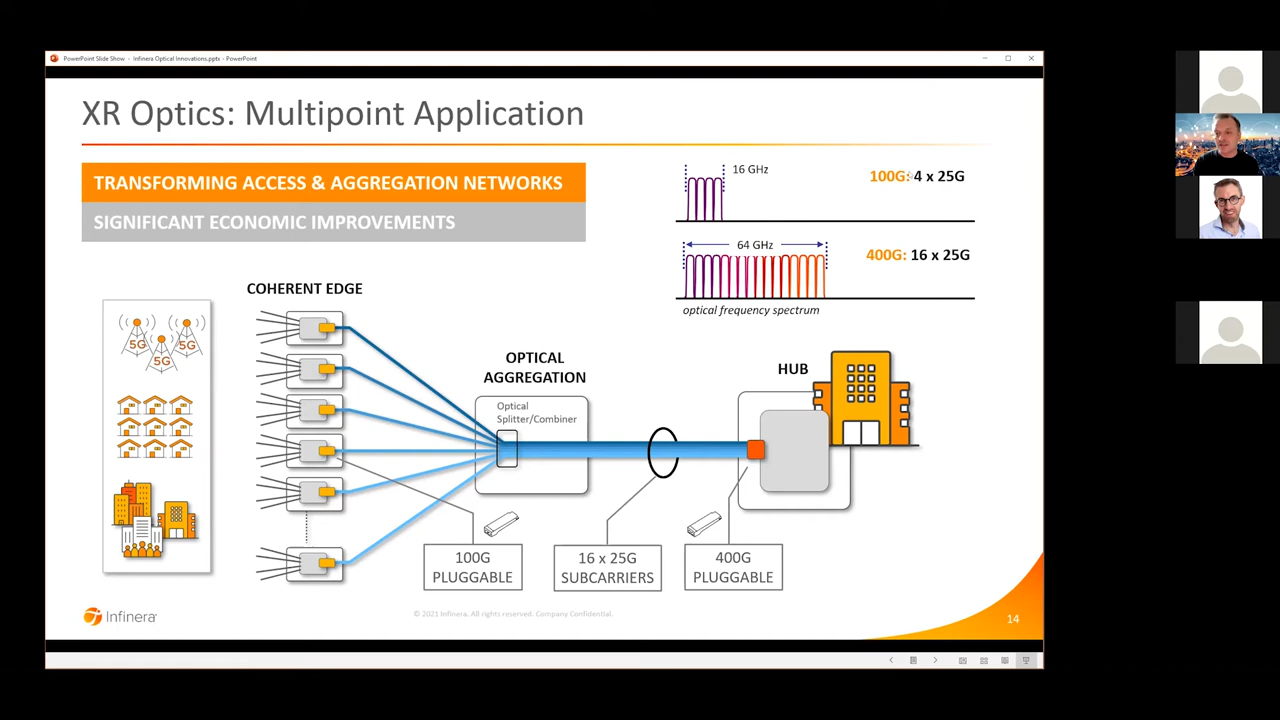 PowerPoint Slide Show - Infinera Optical Innovations.pptx - PowerPoint
XR Optics: Multipoint Application
TRANSFORMING ACCESS & AGGREGATION NETWORKS
SIGNIFICANT ECONOMIC IMPROVEMENTS
16 GHz
100G: 4 x 25G
64 GHz
400G: 16 x 25G
optical frequency spectrum
COHERENT EDGE
5G
5G
5G
OPTICAL
AGGREGATION
Optical
Splitter/Combiner
HUB
100G
PLUGGABLE
16 x 25G
SUBCARRIERS
400G
PLUGGABLE
Infinera
© 2021 Infinera. All rights reserved. Company Confidential.
14